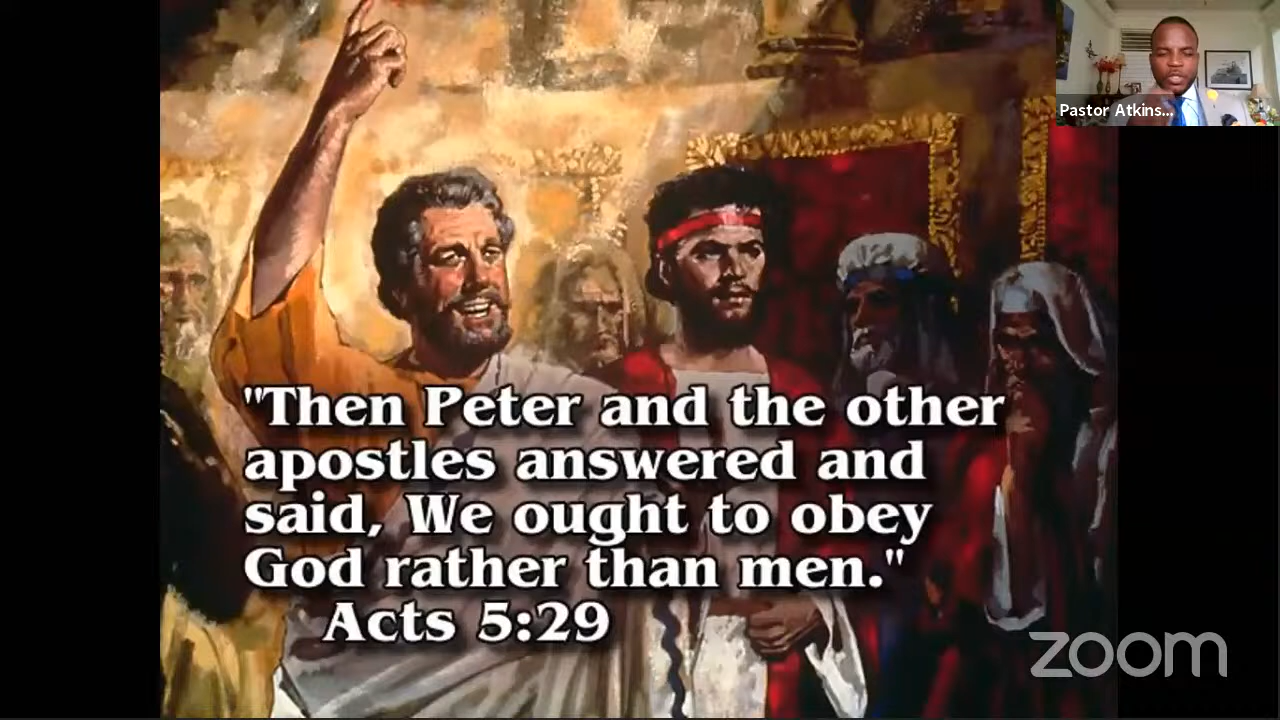 Pastor Atkins...
"Then Peter and the other
apostles answered and
said, We ought to obey
God rather than men."
Acts 5:29
zoom